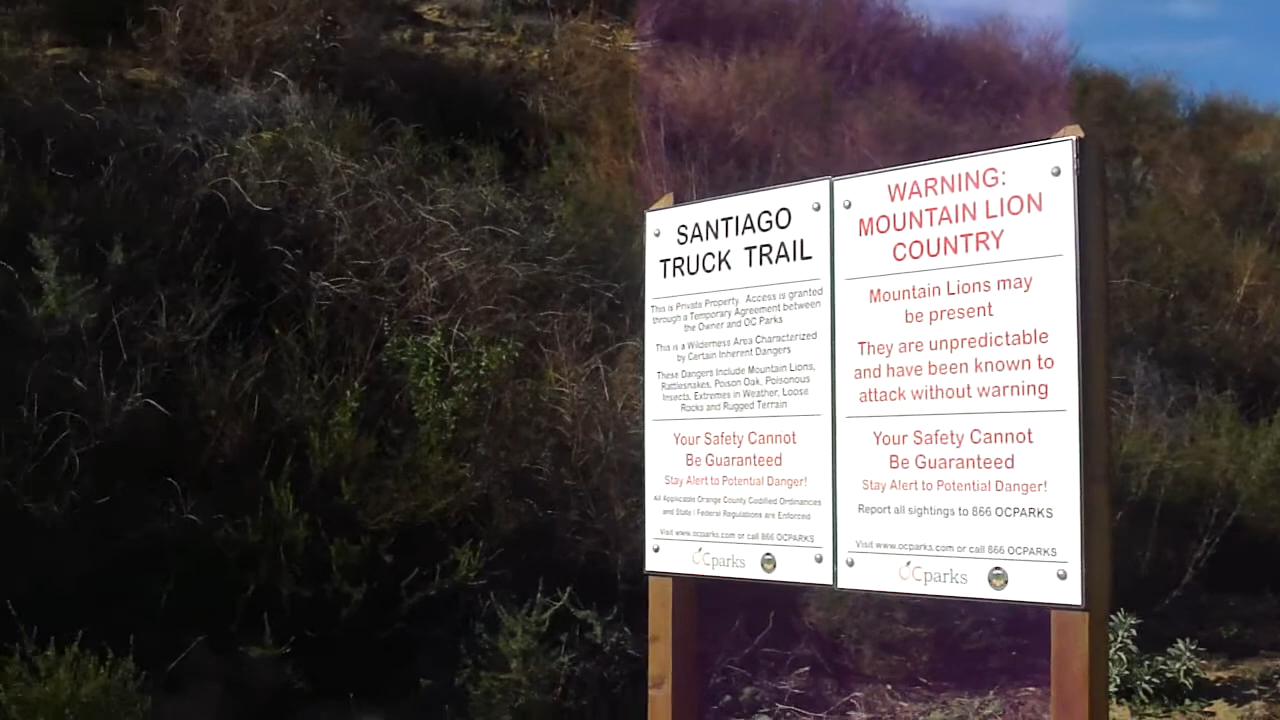 SANTIAGO
TRUCK TRAIL
This is Private Property. Access is granted
through a Temporary Agreement between
the Owner and OC Parks
This is a Wilderness Area Characterized
by Certain Inherent Dangers
These Dangers Include Mountain Lions,
Rattlesnakes, Poison Oak, Poisonous
Insects, Extremes in Weather, Loose
Rocks and Rugged Terrain
Your Safety Cannot
Be Guaranteed
Stay Alert to Potential Danger!
All Applicable Orange County Codified Ordinances
and State / Federal Regulations are Enforced
Visit www.ocparks.com or call 866 OCPARKS
OCparks
WARNING:
MOUNTAIN LION
COUNTRY
Mountain Lions may
be present
They are unpredictable
and have been known to
attack without warning
Your Safety Cannot
Be Guaranteed
Stay Alert to Potential Danger!
Report all sightings to 866 OCPARKS
Visit www.ocparks.com or call 866 OCPARKS
OCparks